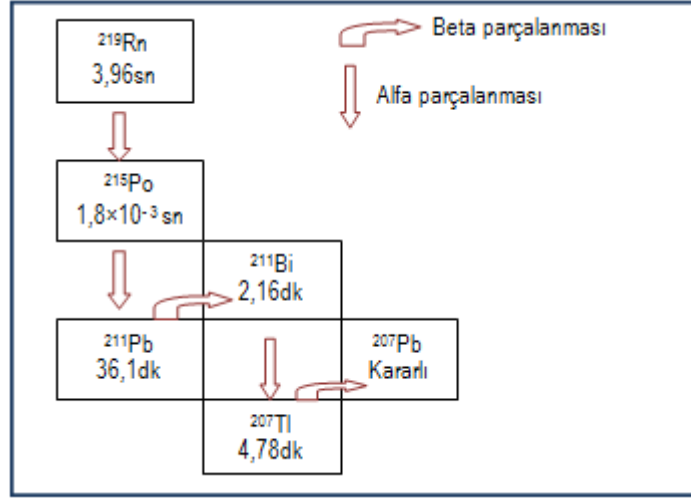 ²¹⁹Rn
3,96sn
Beta parçalanması
Alfa parçalanması
²¹⁵Po
1,8×10⁻³ sn
²¹¹Bi
2,16dk
²¹¹Pb
36,1dk
²⁰⁷Pb
Kararlı
²⁰⁷Tl
4,78dk